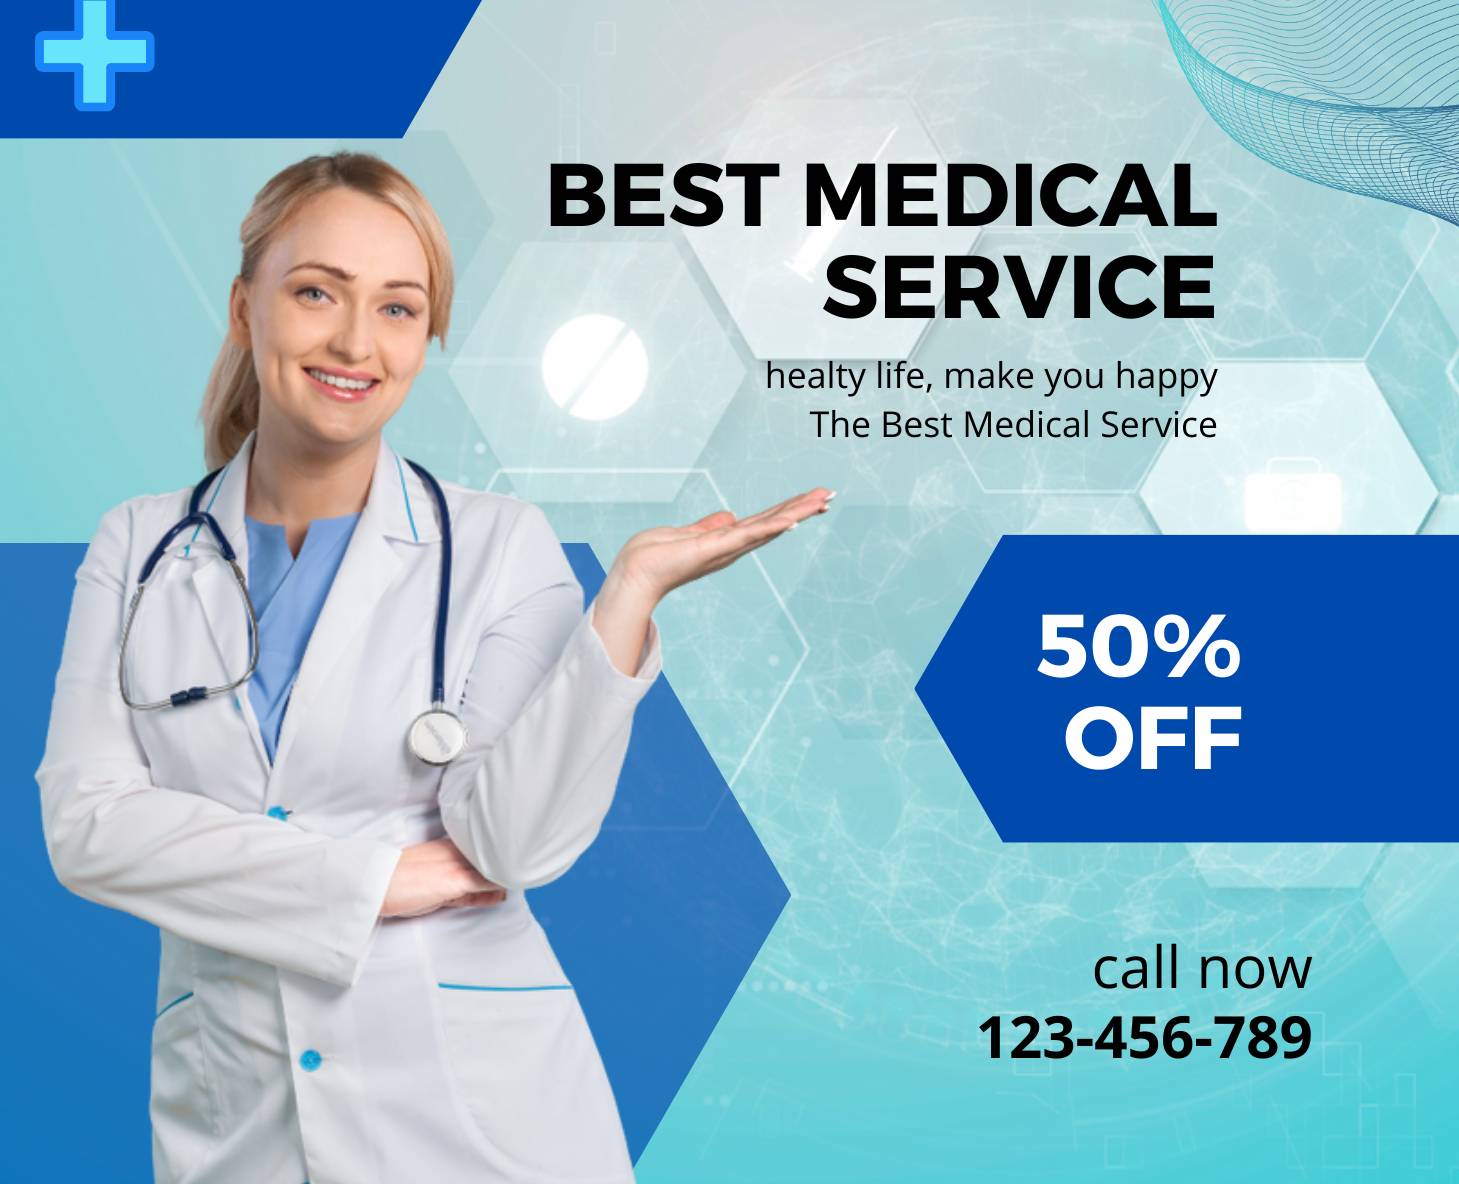 BEST MEDICAL
SERVICE
healty life, make you happy
The Best Medical Service
50%
OFF
call now
123-456-789